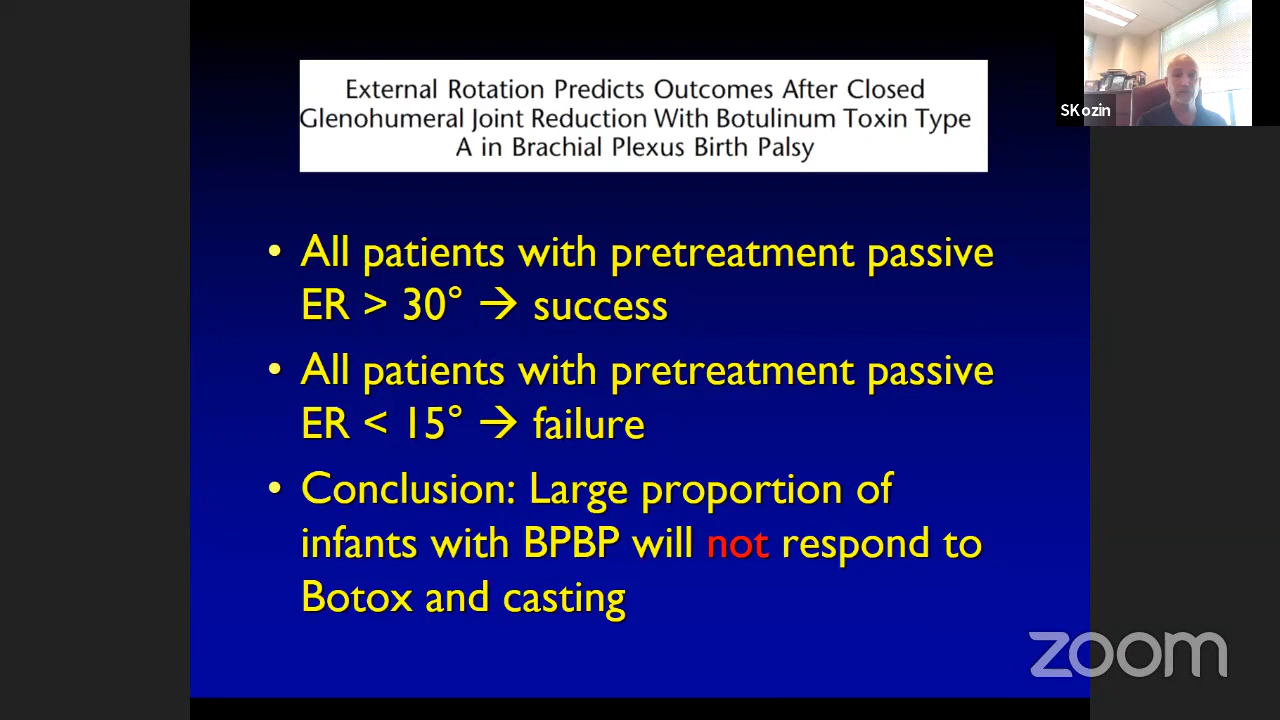 External Rotation Predicts Outcomes After Closed
Glenohumeral Joint Reduction With Botulinum Toxin Type
A in Brachial Plexus Birth Palsy
SKozin
• All patients with pretreatment passive
ER > 30° → success
• All patients with pretreatment passive
ER < 15° → failure
• Conclusion: Large proportion of
infants with BPBP will not respond to
Botox and casting
zoom